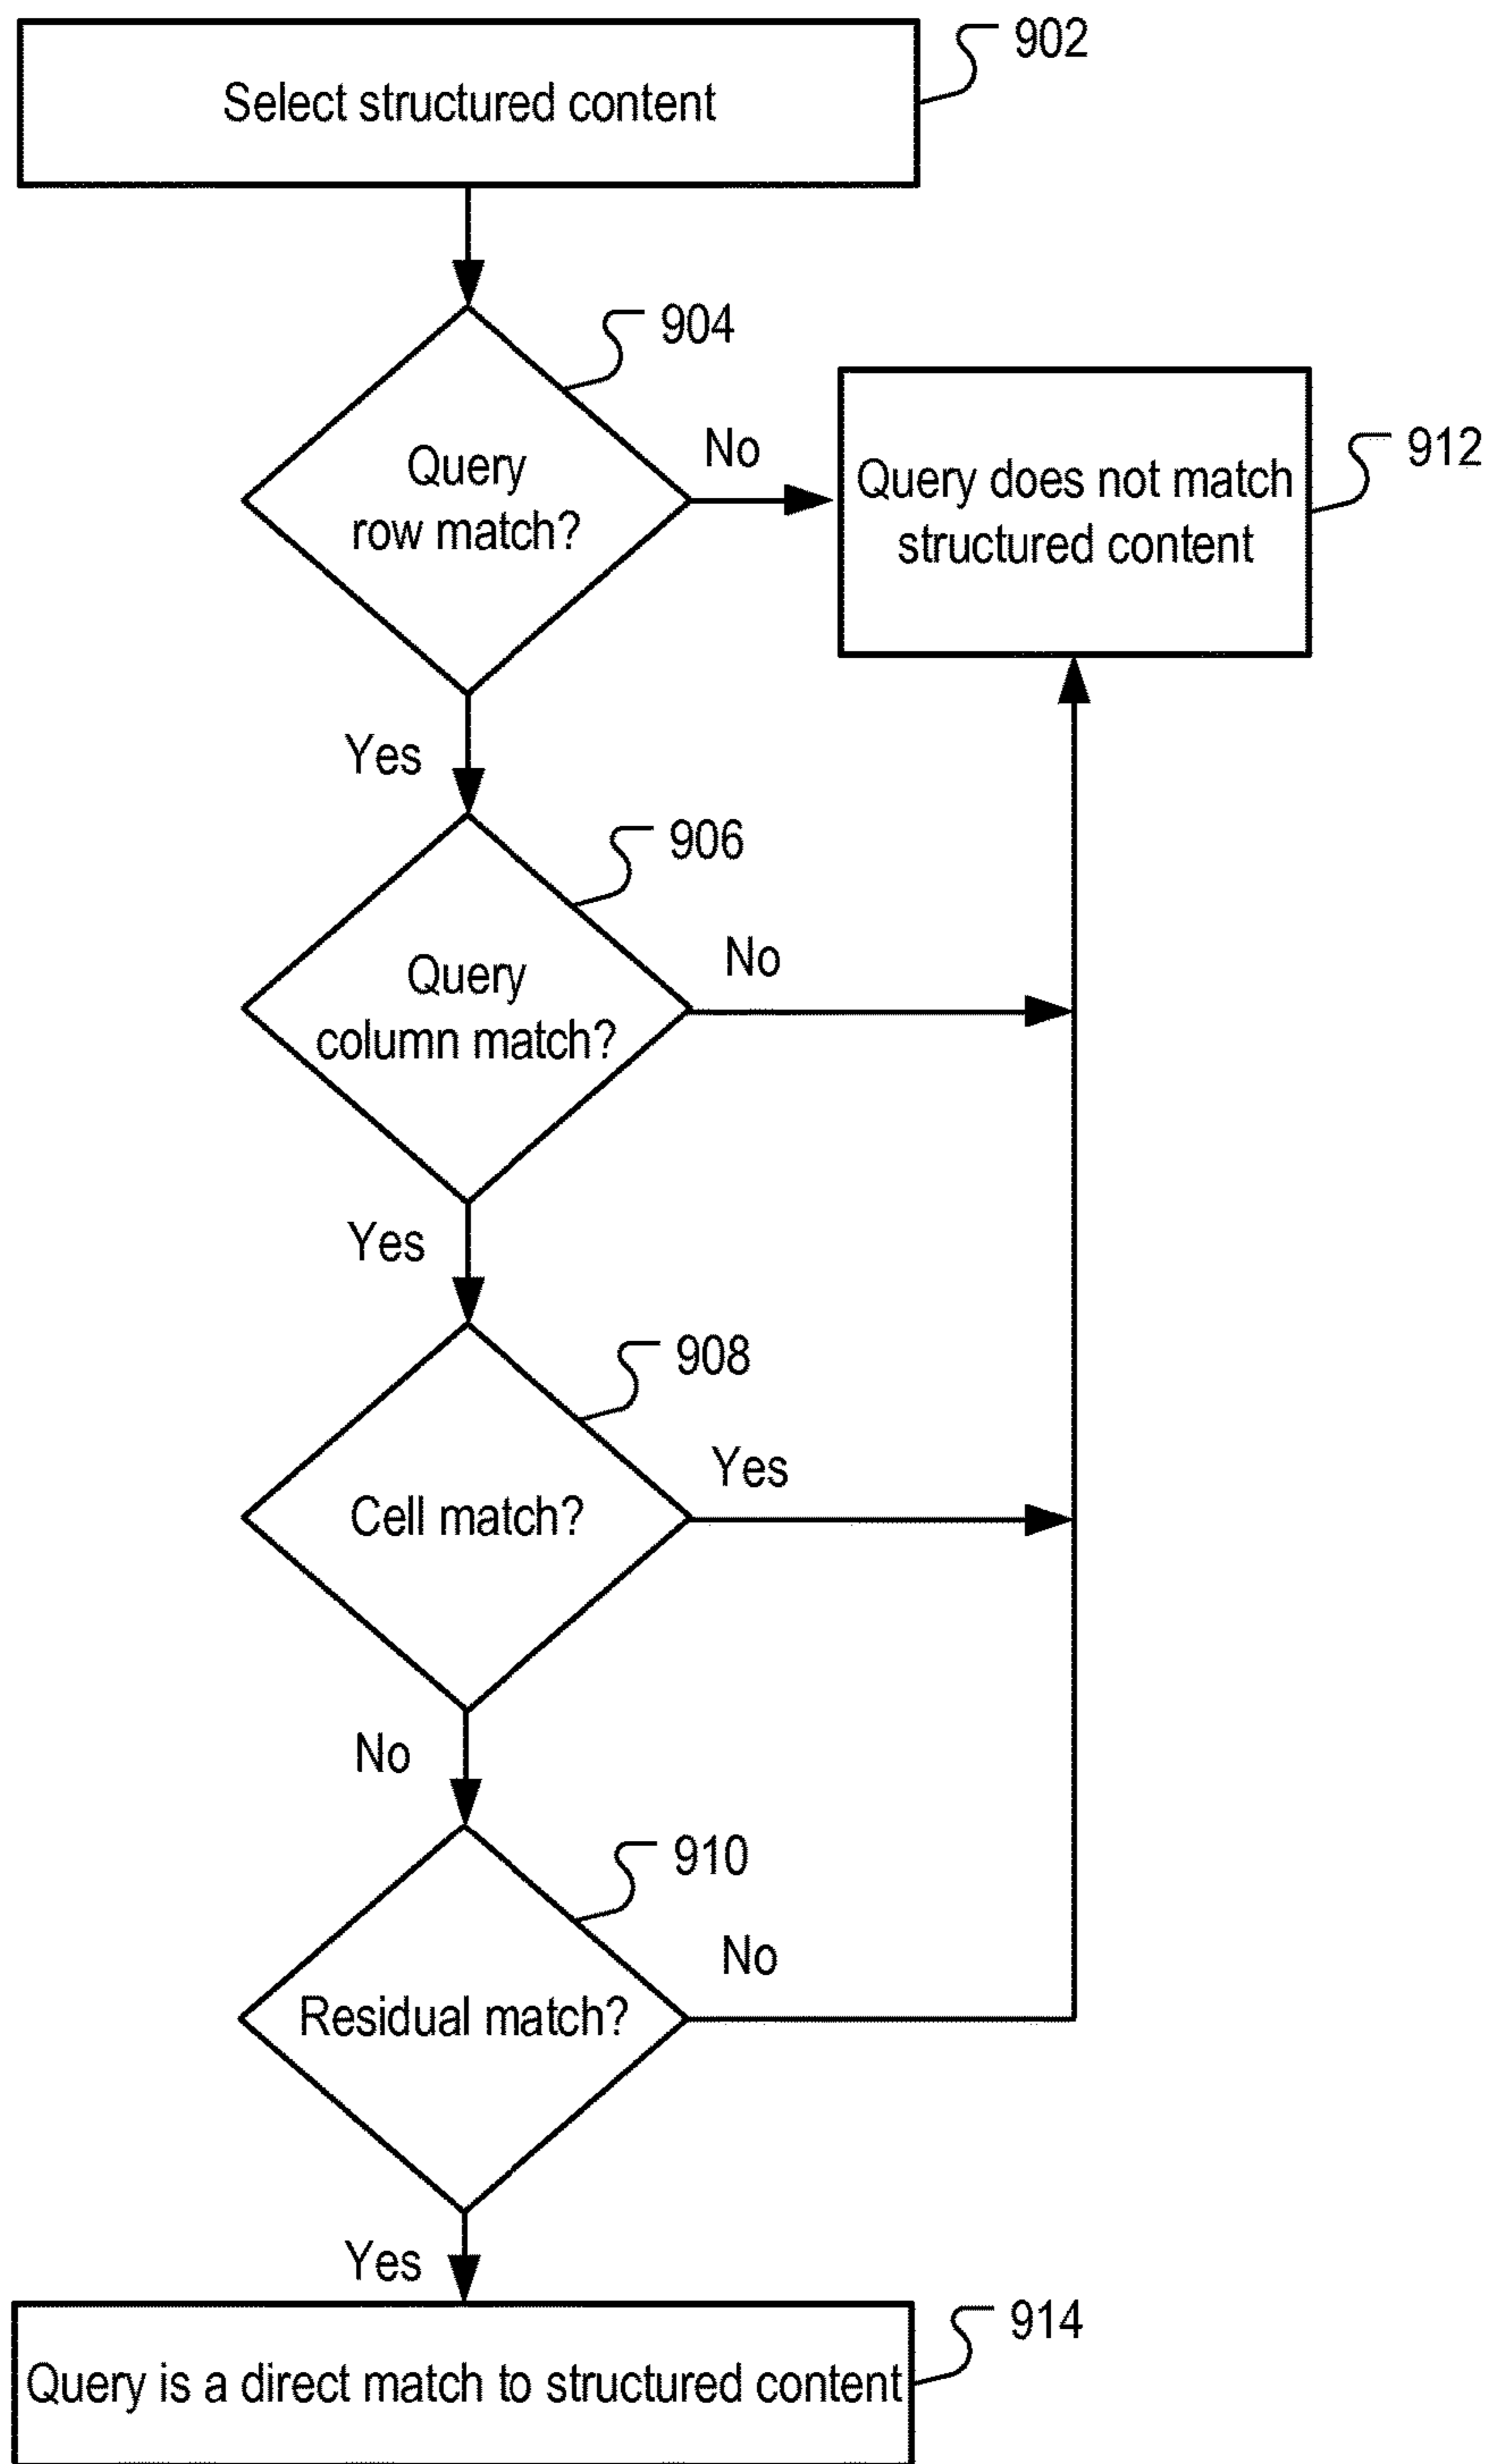 Select structured content
902
904
Query
row match?
No
Query does not match
structured content
912
Yes
906
Query
column match?
No
Yes
908
Cell match?
Yes
No
910
Residual match?
No
Yes
Query is a direct match to structured content
914